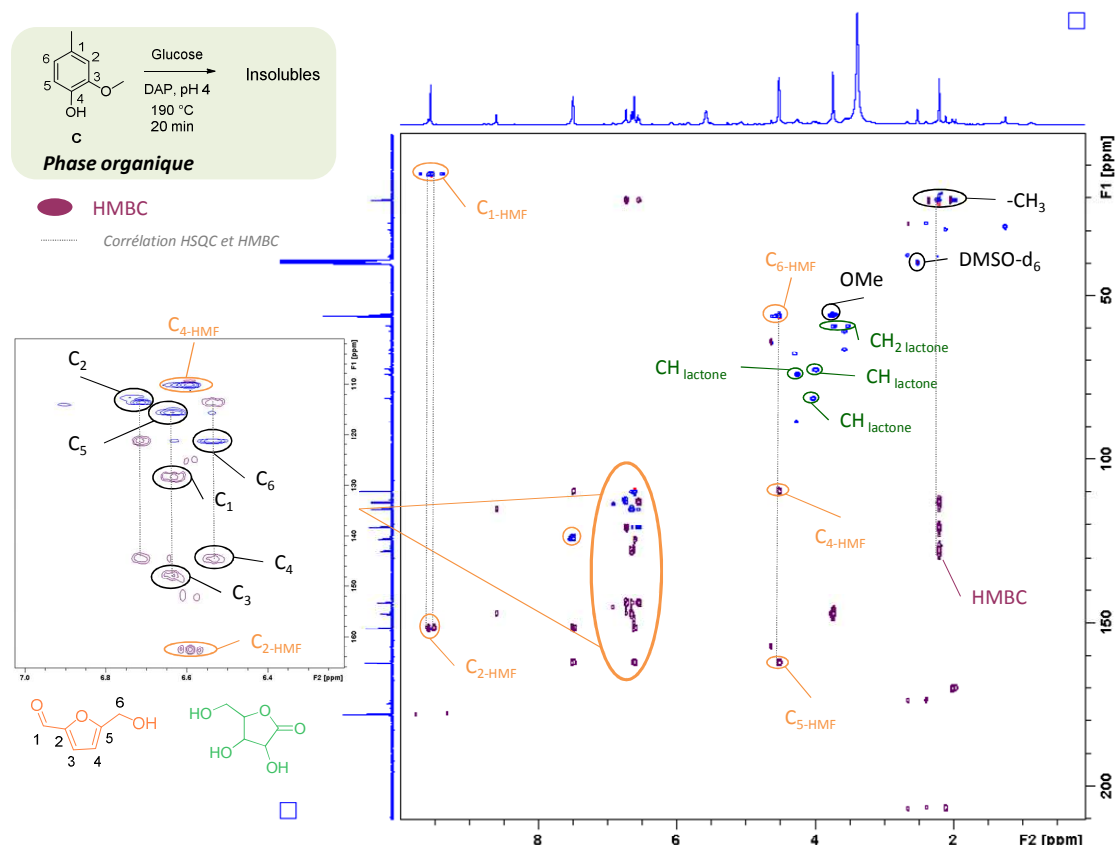 1
6
2
5
3
4
O
OH
C
Glucose
DAP, pH 4
190 °C
20 min
Insolubles
Phase organique
HMBC
Corrélation HSQC et HMBC
C1-HMF
-CH3
DMSO-d6
C6-HMF
OMe
CH2 lactone
CH lactone
CH lactone
CH lactone
C4-HMF
HMBC
C2-HMF
C5-HMF
F1 [ppm]
50
100
150
200
8
6
4
2
F2 [ppm]
C4-HMF
C2
C5
C6
C1
C4
C3
C2-HMF
F1 [ppm]
110
120
130
140
150
160
7.0
6.8
6.6
6.4
F2 [ppm]
O
O
OH
6
1
2
5
3
4
HO
O
O
HO
OH